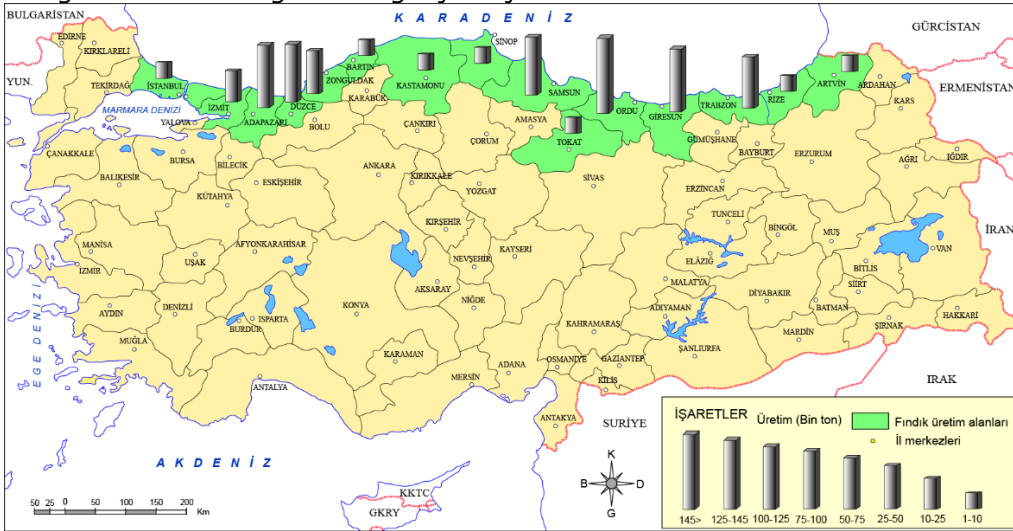 BULGARİSTAN
KARADENİZ
GÜRCİSTAN
EDİRNE
KIRKLARELİ
SİNOP
YUN.
TEKİRDAĞ
İSTANBUL
BARTIN
ZONGULDAK
KASTAMONU
SAMSUN
ARTVİN
ARDAHAN
ERMENİSTAN
MARMARA DENİZİ
İZMİT
DÜZCE
KARABÜK
ORDU
GİRESUN
TRABZON
RİZE
KARS
YALOVA
ADAPAZARI
BOLU
ÇANKIRI
AMASYA
TOKAT
GÜMÜŞHANE
BAYBURT
ÇANAKKALE
BURSA
BİLECİK
ÇORUM
ERZURUM
AĞRI
IĞDIR
BALIKESİR
ESKİŞEHİR
ANKARA
KIRIKKALE
YOZGAT
SİVAS
ERZİNCAN
KÜTAHYA
TUNCELİ
BİNGÖL
MUŞ
İRAN
MANİSA
UŞAK
AFYONKARAHİSAR
KIRŞEHİR
NEVŞEHİR
KAYSERİ
ELÂZIĞ
VAN
İZMİR
AKSARAY
MALATYA
BİTLİS
EGE DENİZİ
AYDIN
DENİZLİ
ISPARTA
BURDUR
KONYA
NİĞDE
ADIYAMAN
DİYABAKIR
SİİRT
BATMAN
HAKKARİ
MUĞLA
KAHRAMARAŞ
MARDİN
ŞIRNAK
KARAMAN
ADANA
OSMANİYE
GAZİANTEP
ŞANLIURFA
ANTALYA
MERSİN
KİLİS
IRAK
ANTAKYA
SURİYE
AKDENİZ
KKTC
GKRY
K
B D
G
50 25 0 50 100 150 200
Km
İŞARETLER
Üretim (Bin ton)
Fındık üretim alanları
İl merkezleri
145> 125-145 100-125 75-100 50-75 25-50 10-25 1-10